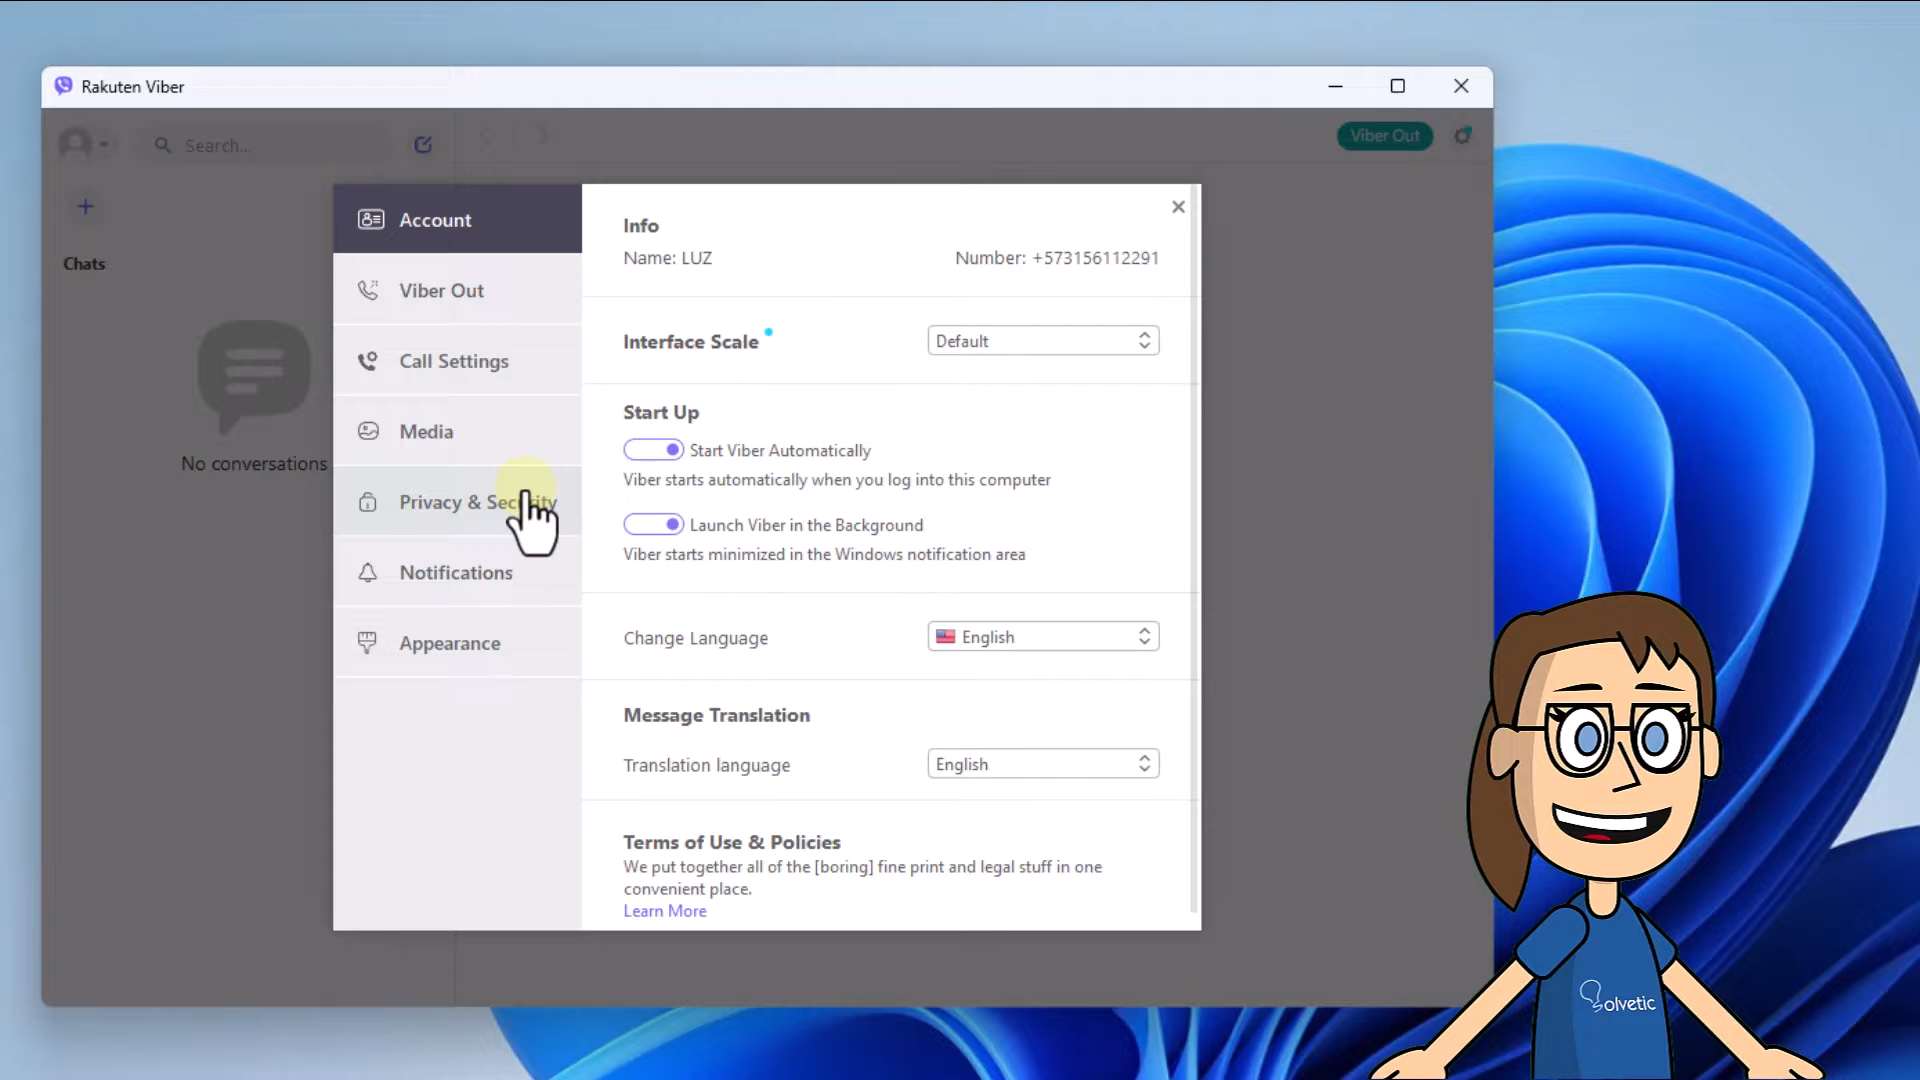 Rakuten Viber
Search...
Viber Out
Chats
No conversations
Account
Viber Out
Call Settings
Media
Privacy & Security
Notifications
Appearance
Info
Name: LUZ
Number: +573156112291
Interface Scale
Default
Start Up
Start Viber Automatically
Viber starts automatically when you log into this computer
Launch Viber in the Background
Viber starts minimized in the Windows notification area
Change Language
English
Message Translation
Translation language
English
Terms of Use & Policies
We put together all of the [boring] fine print and legal stuff in one
convenient place.
Learn More
Solvetic